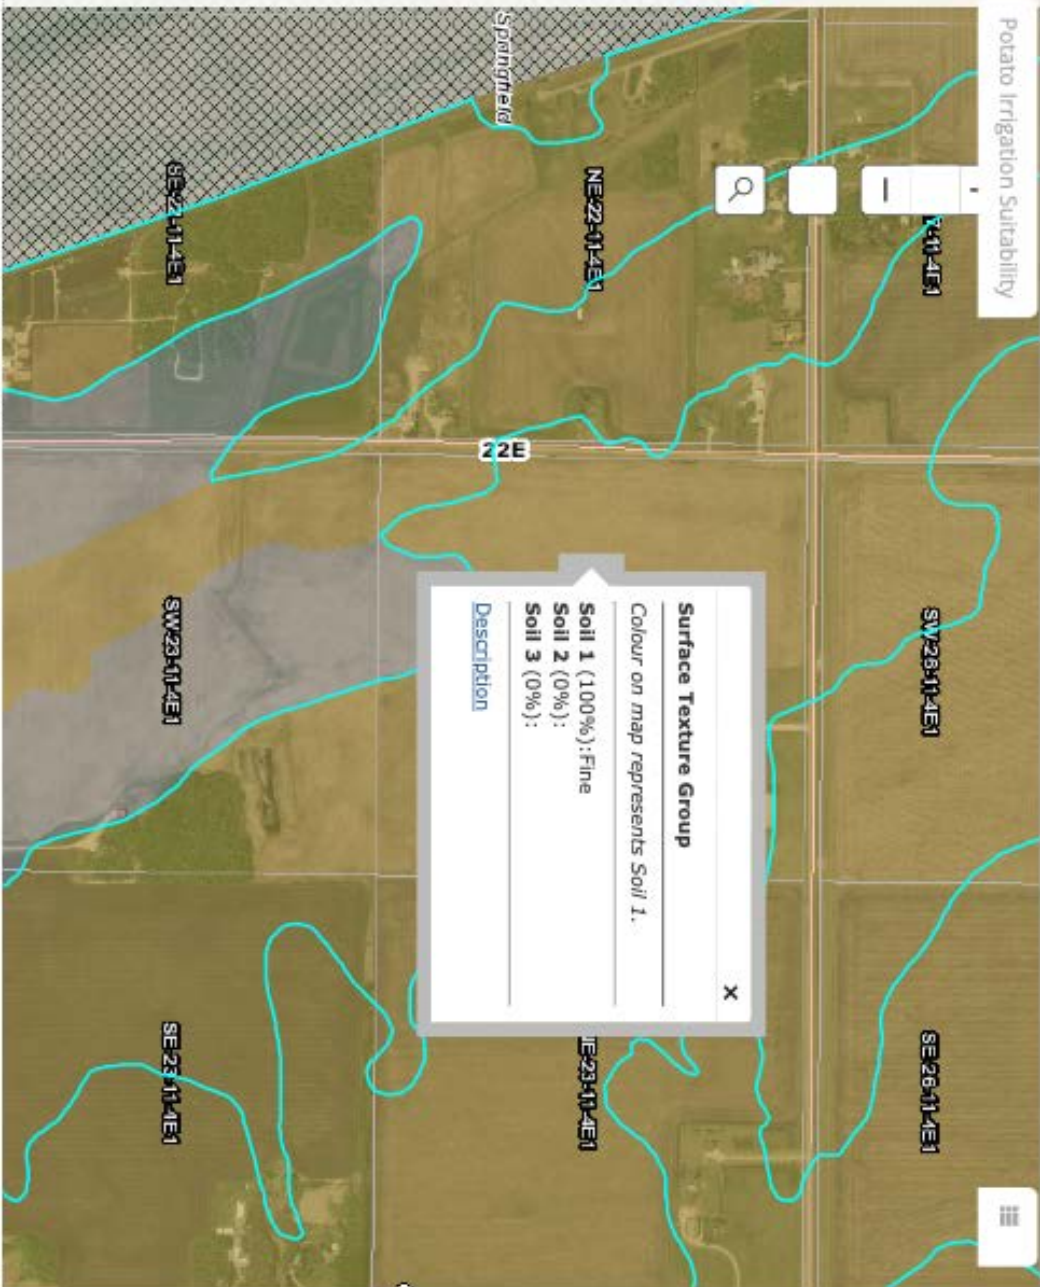 Potato Irrigation Suitability
SW-26-11-4E1
SE-26-11-4E1
Springfield
NE-22-11-4E1
22E
Surface Texture Group
Colour on map represents Soil 1.
Soil 1 (100%):Fine
Soil 2 (0%):
Soil 3 (0%):
Description
SE-22-11-4E1
SW-23-11-4E1
SE-23-11-4E1